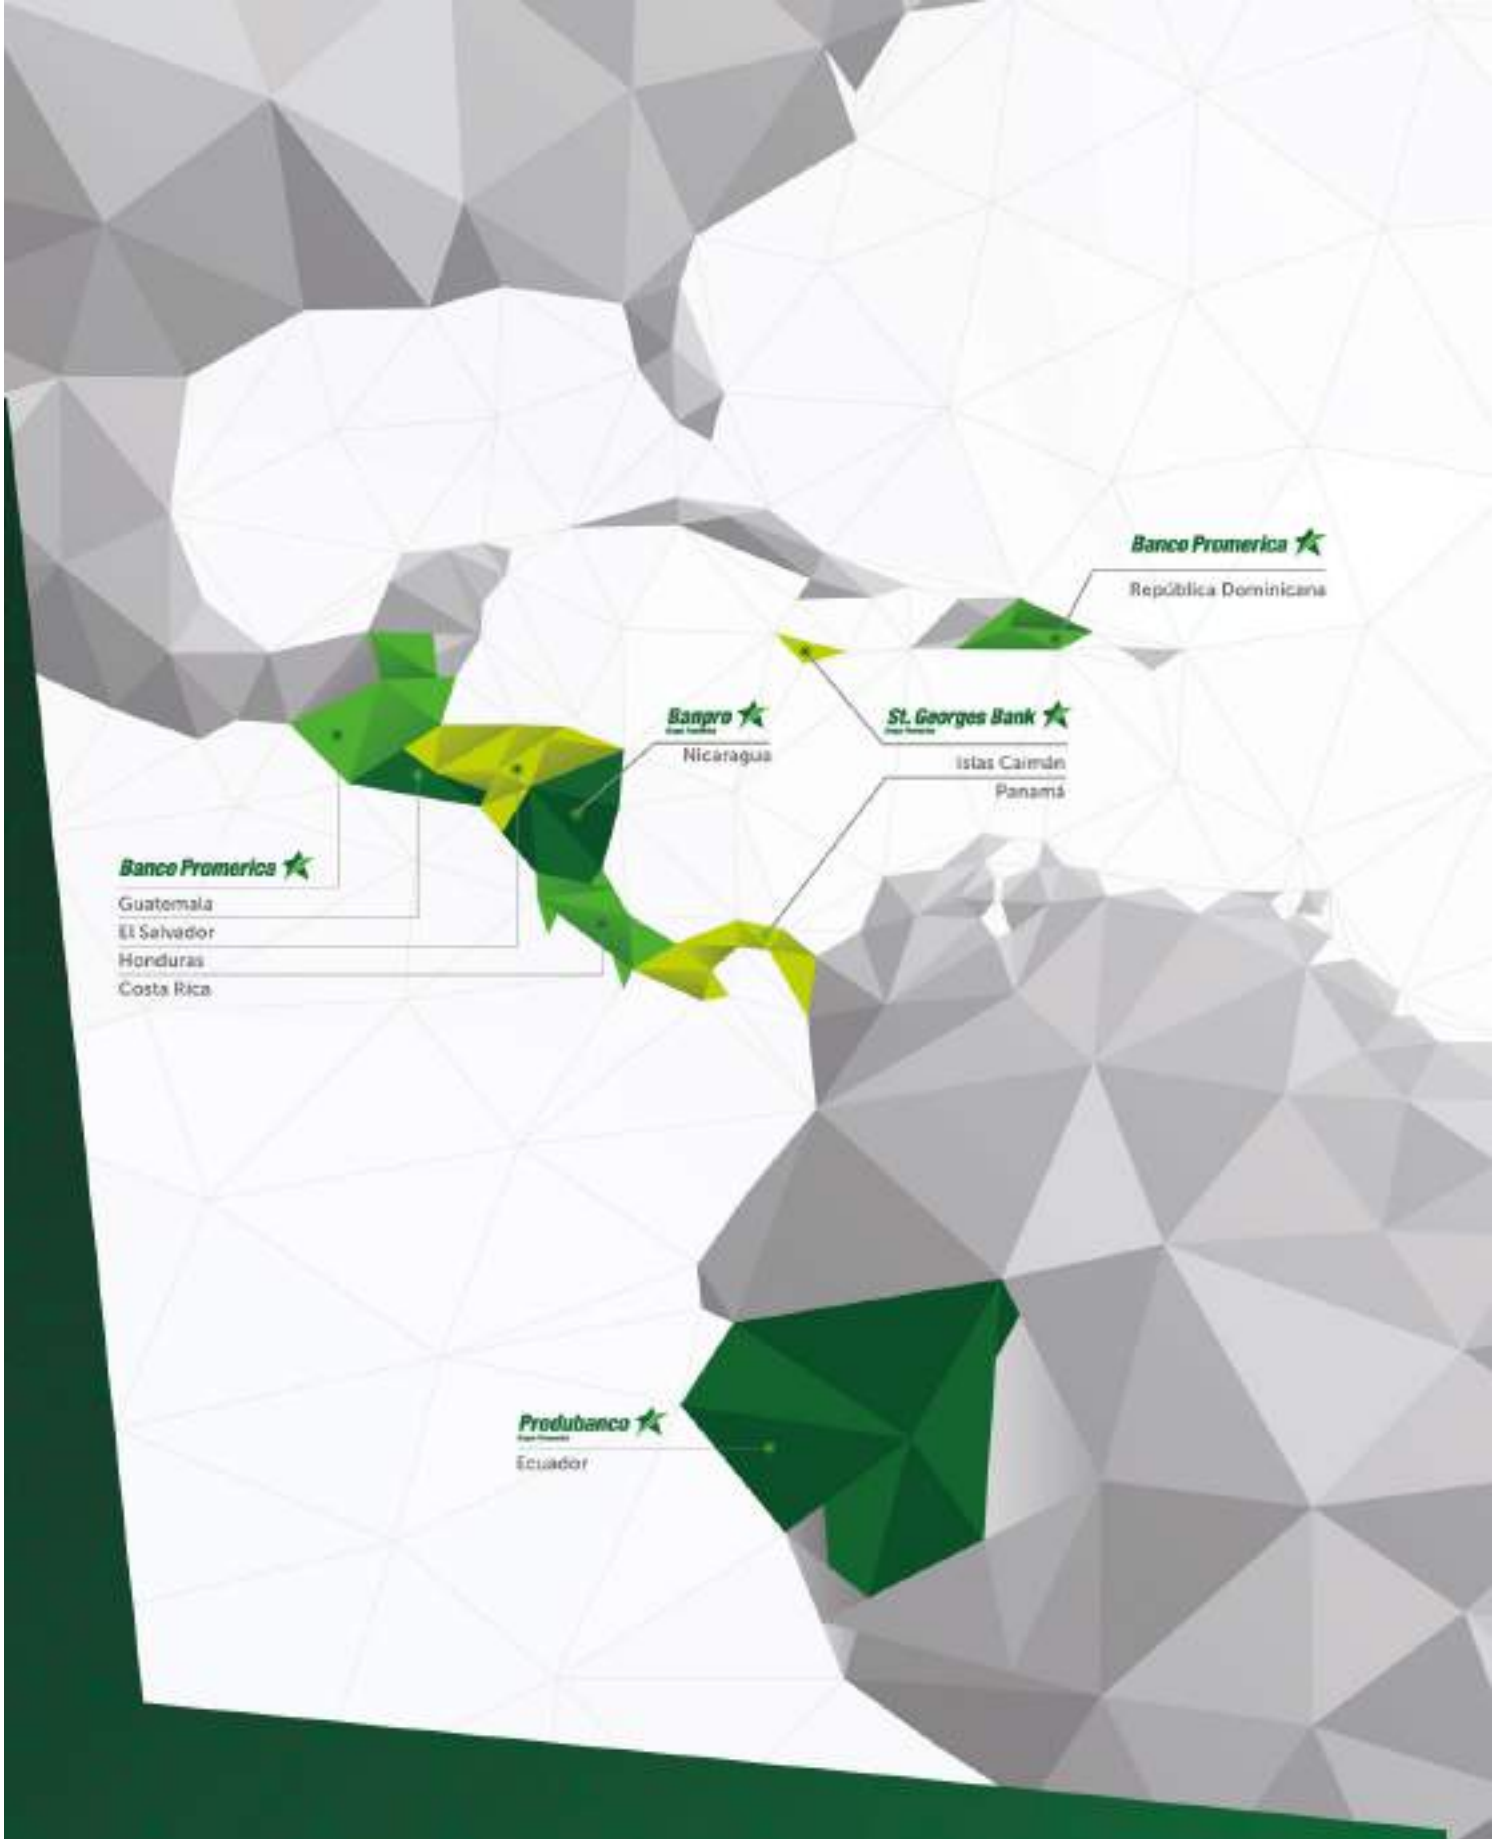 Banco Promerica
República Dominicana
Banpro
Nicaragua
St. Georges Bank
Islas Caimán
Panamá
Banco Promerica
Guatemala
El Salvador
Honduras
Costa Rica
Produbanco
Ecuador